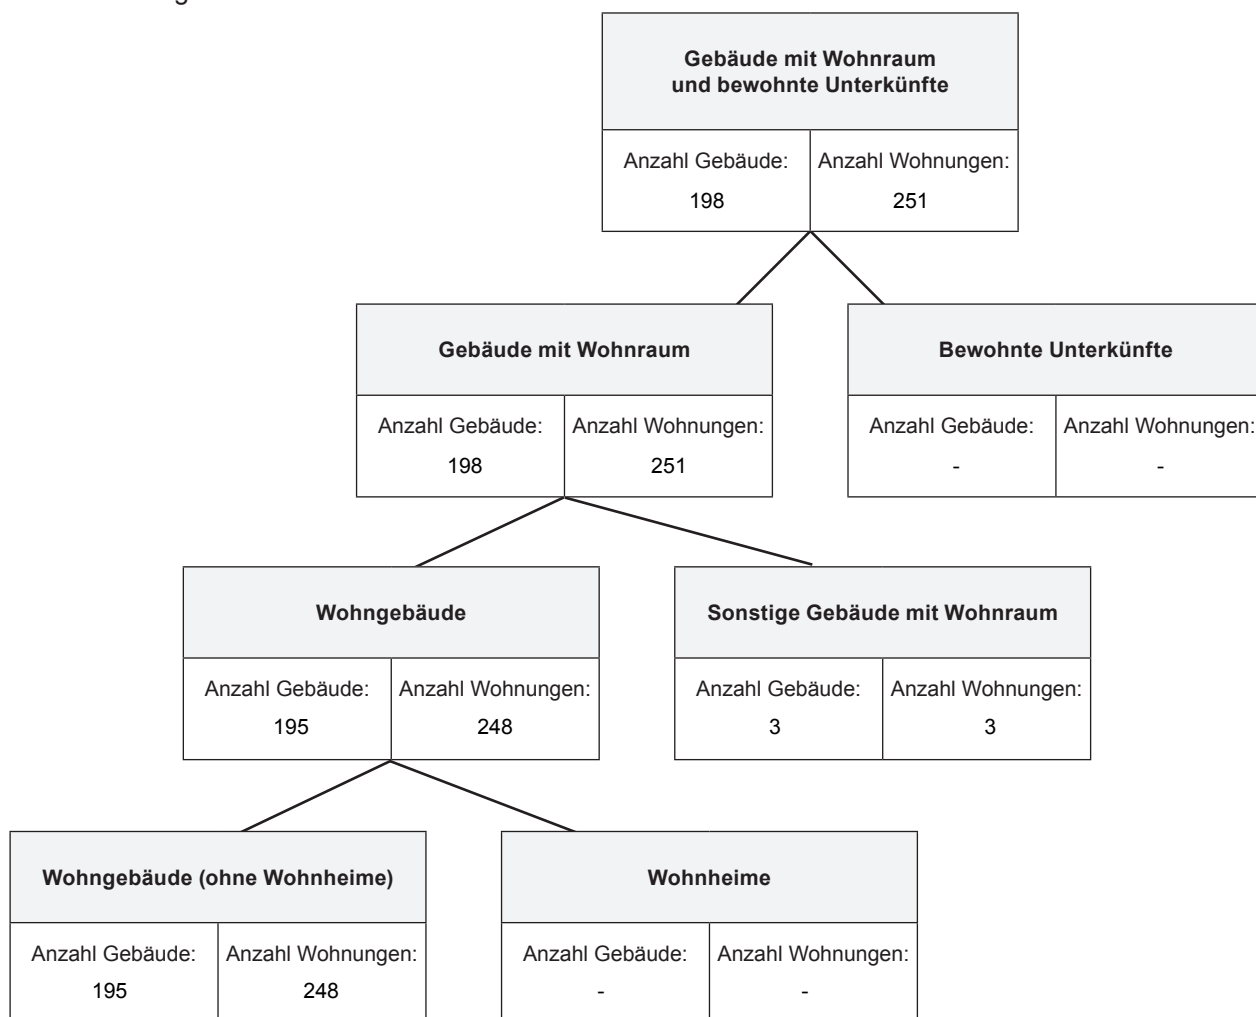 Gebäude mit Wohnraum
und bewohnte Unterkünfte
Anzahl Gebäude: Anzahl Wohnungen:
198 251
Gebäude mit Wohnraum
Anzahl Gebäude: Anzahl Wohnungen:
198 251
Bewohnte Unterkünfte
Anzahl Gebäude: Anzahl Wohnungen:
- -
Wohngebäude
Anzahl Gebäude: Anzahl Wohnungen:
195 248
Sonstige Gebäude mit Wohnraum
Anzahl Gebäude: Anzahl Wohnungen:
3 3
Wohngebäude (ohne Wohnheime)
Anzahl Gebäude: Anzahl Wohnungen:
195 248
Wohnheime
Anzahl Gebäude: Anzahl Wohnungen:
- -